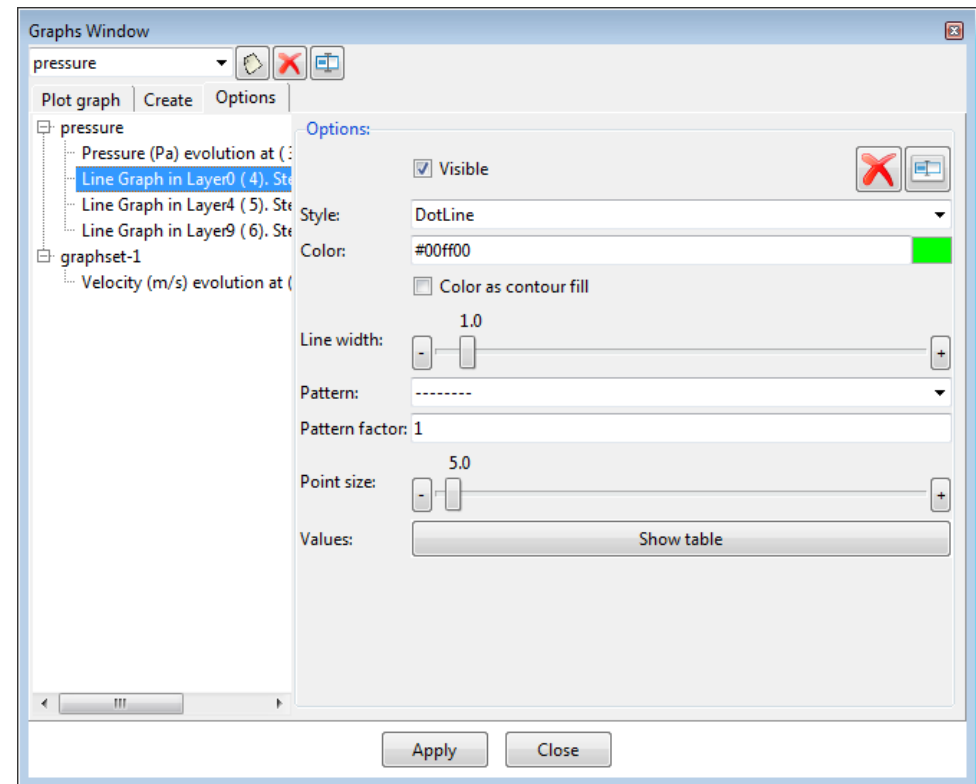 Graphs Window
pressure
Plot graph Create Options
pressure
Pressure (Pa) evolution at (
Line Graph in Layer0 ( 4). Ste
Line Graph in Layer4 ( 5). Ste
Line Graph in Layer9 ( 6). Ste
graphset-1
Velocity (m/s) evolution at (
Options:
Visible
Style: DotLine
Color: #00ff00
Color as contour fill
1.0
Line width: - +
Pattern: --------
Pattern factor: 1
5.0
Point size: - +
Values: Show table
Apply Close